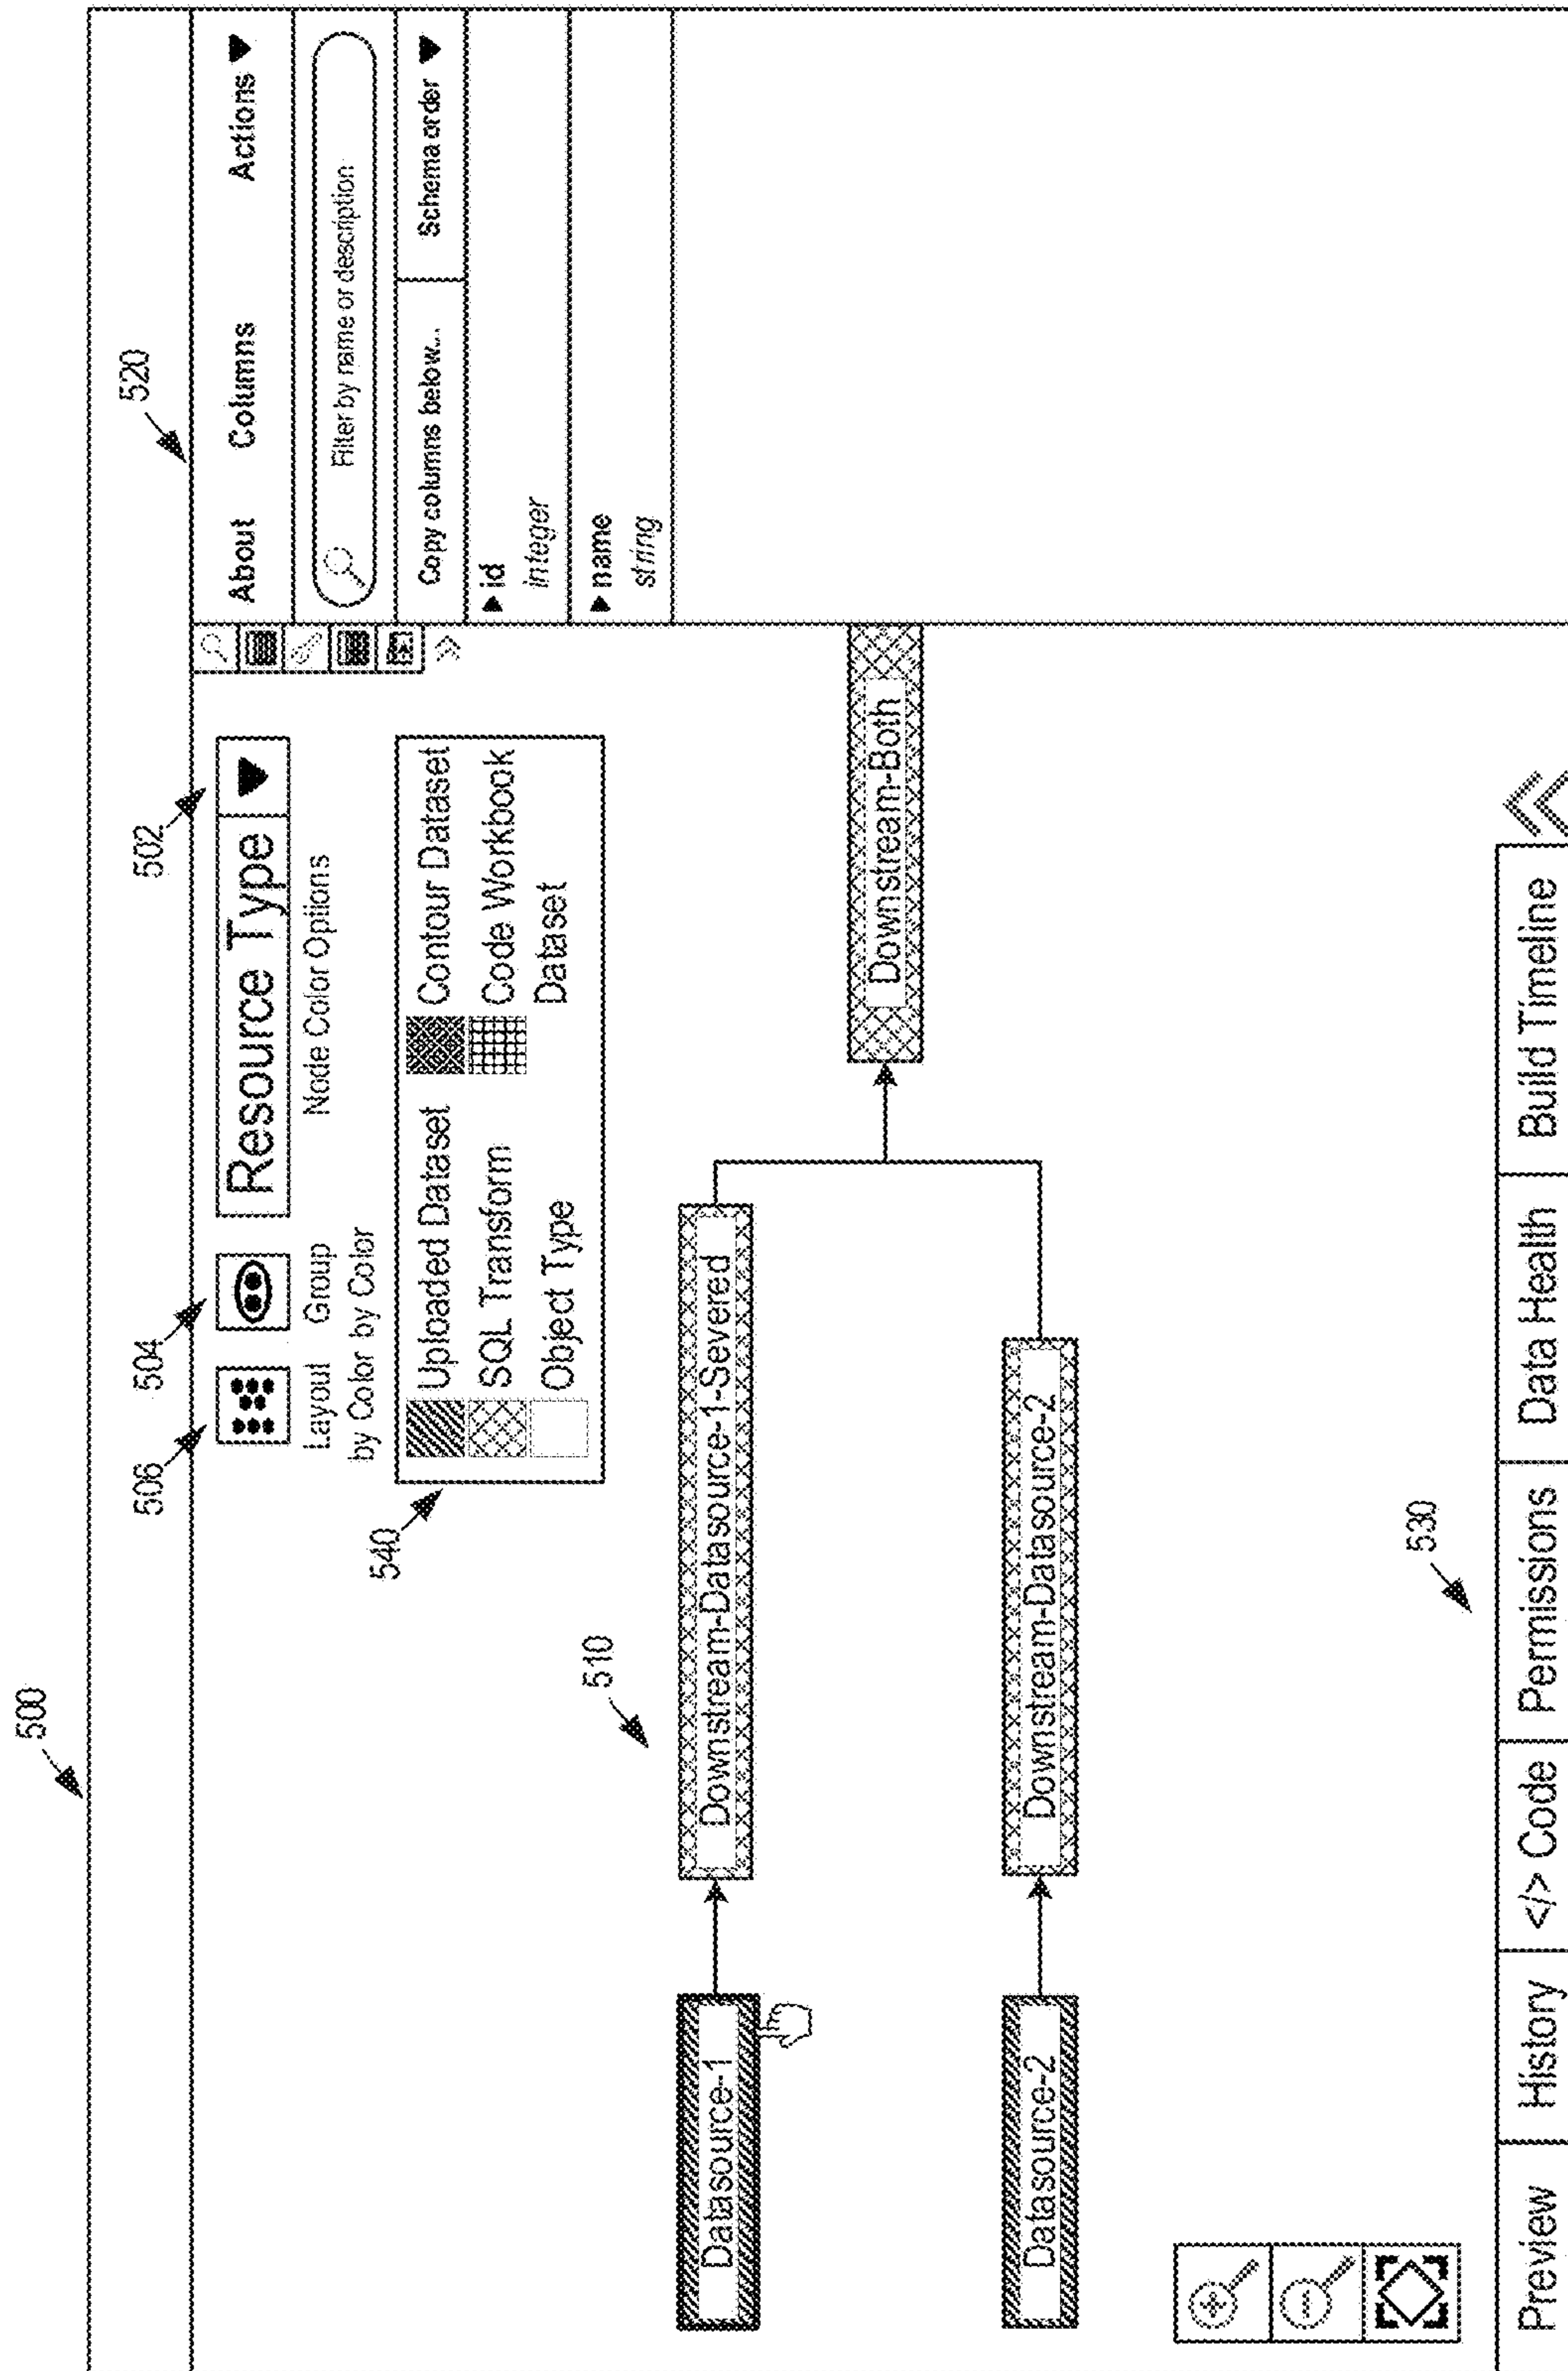 500
506
504
502
520
Resource Type
Layout
by Color
Group
by Color
Node Color Options
540
Uploaded Dataset
SQL Transform
Object Type
Contour Dataset
Code Workbook
Dataset
About Columns Actions
Filter by name or description
Copy columns below... Schema order
id
integer
name
string
510
Datasource-1
Downstream-Datasource-1-Severed
Downstream-Both
Datasource-2
Downstream-Datasource-2
530
Preview History </> Code Permissions Data Health Build Timeline